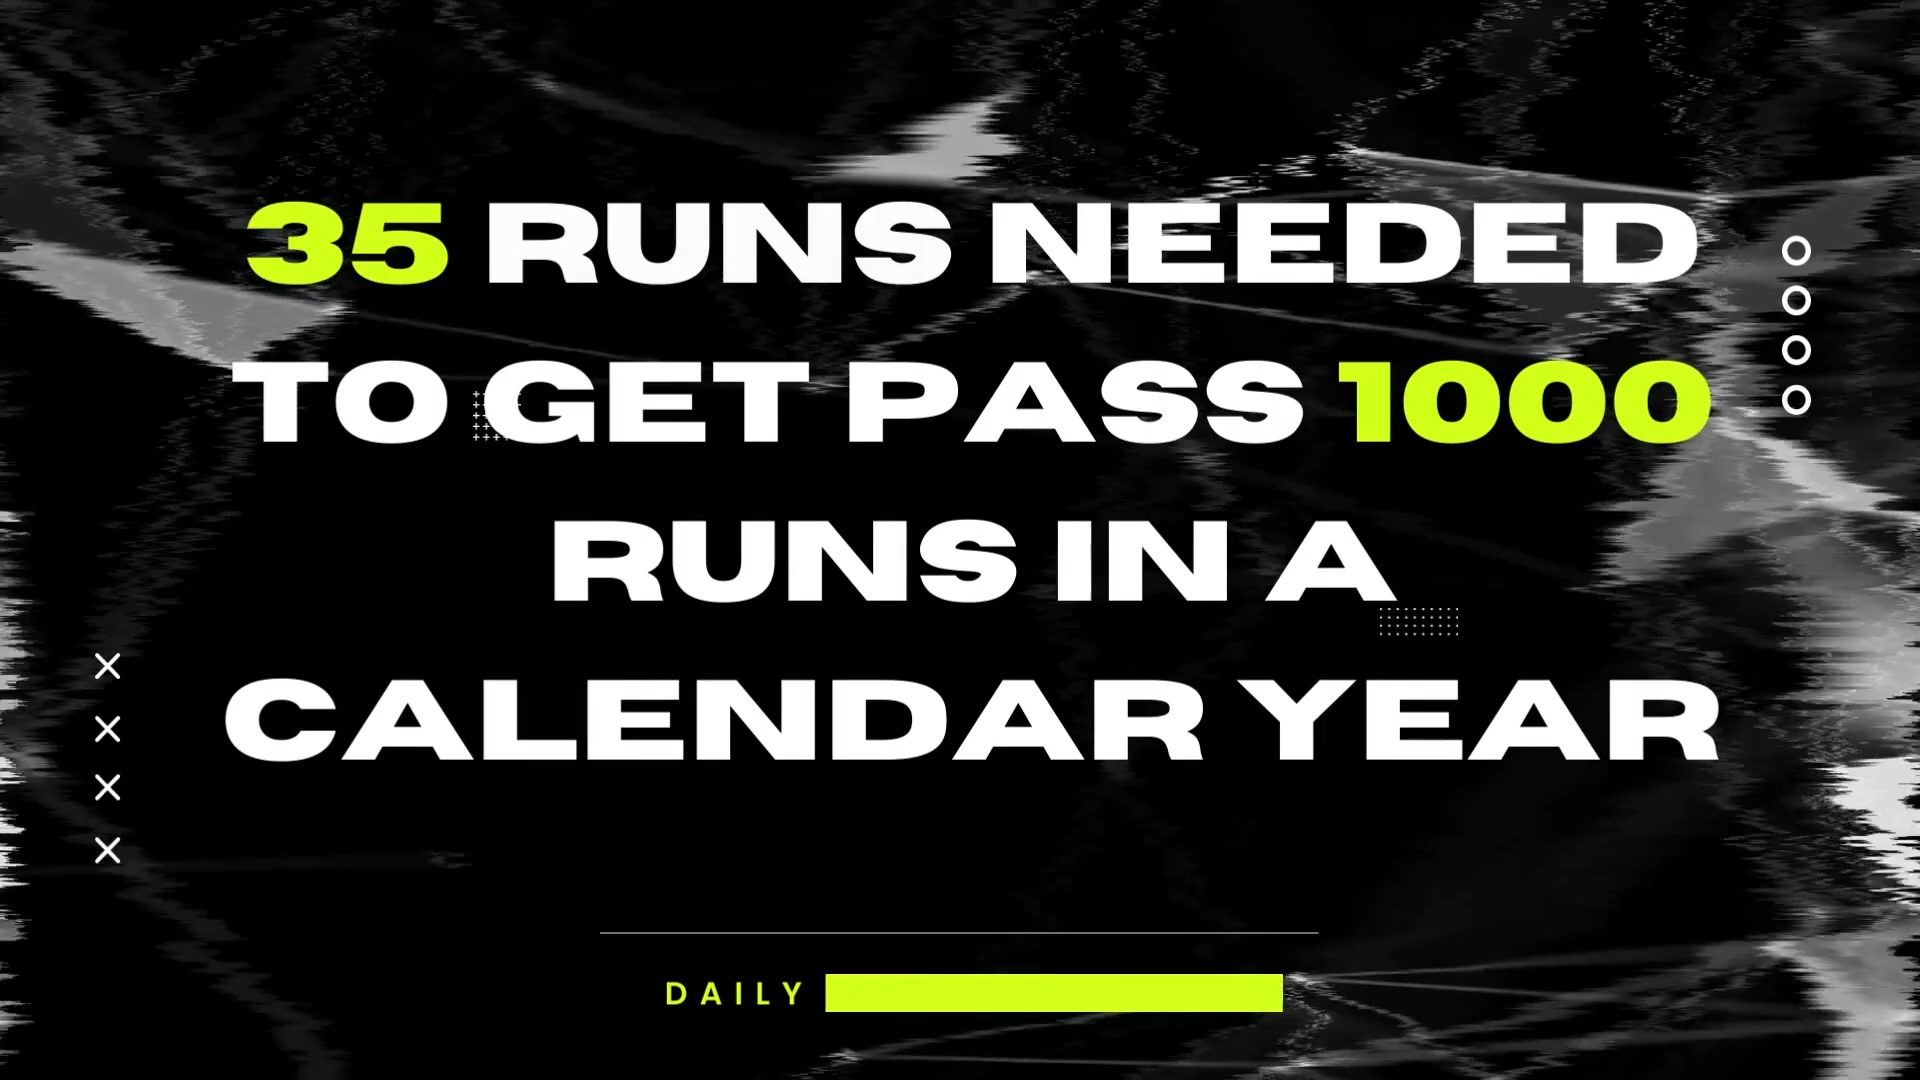 35 RUNS NEEDED
TO GET PASS 1000
RUNS IN A
CALENDAR YEAR
DAILY